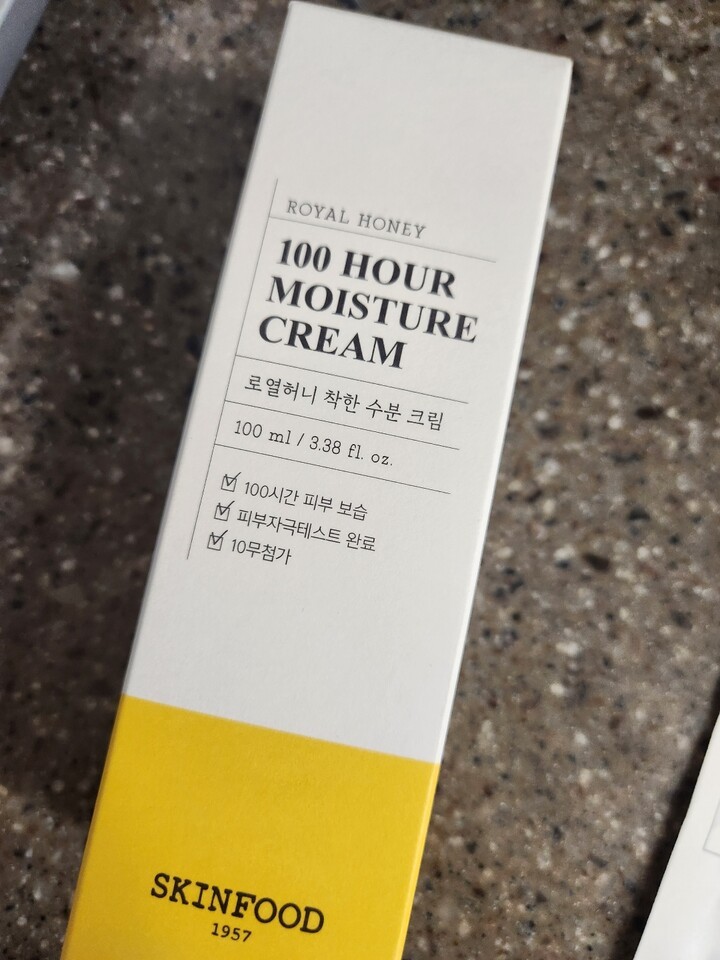 ROYAL HONEY
100 HOUR
MOISTURE
CREAM
로열허니 착한 수분 크림
100 ml / 3.38 fl. oz.
100시간 피부 보습
피부자극테스트 완료
10무첨가
SKINFOOD
1957